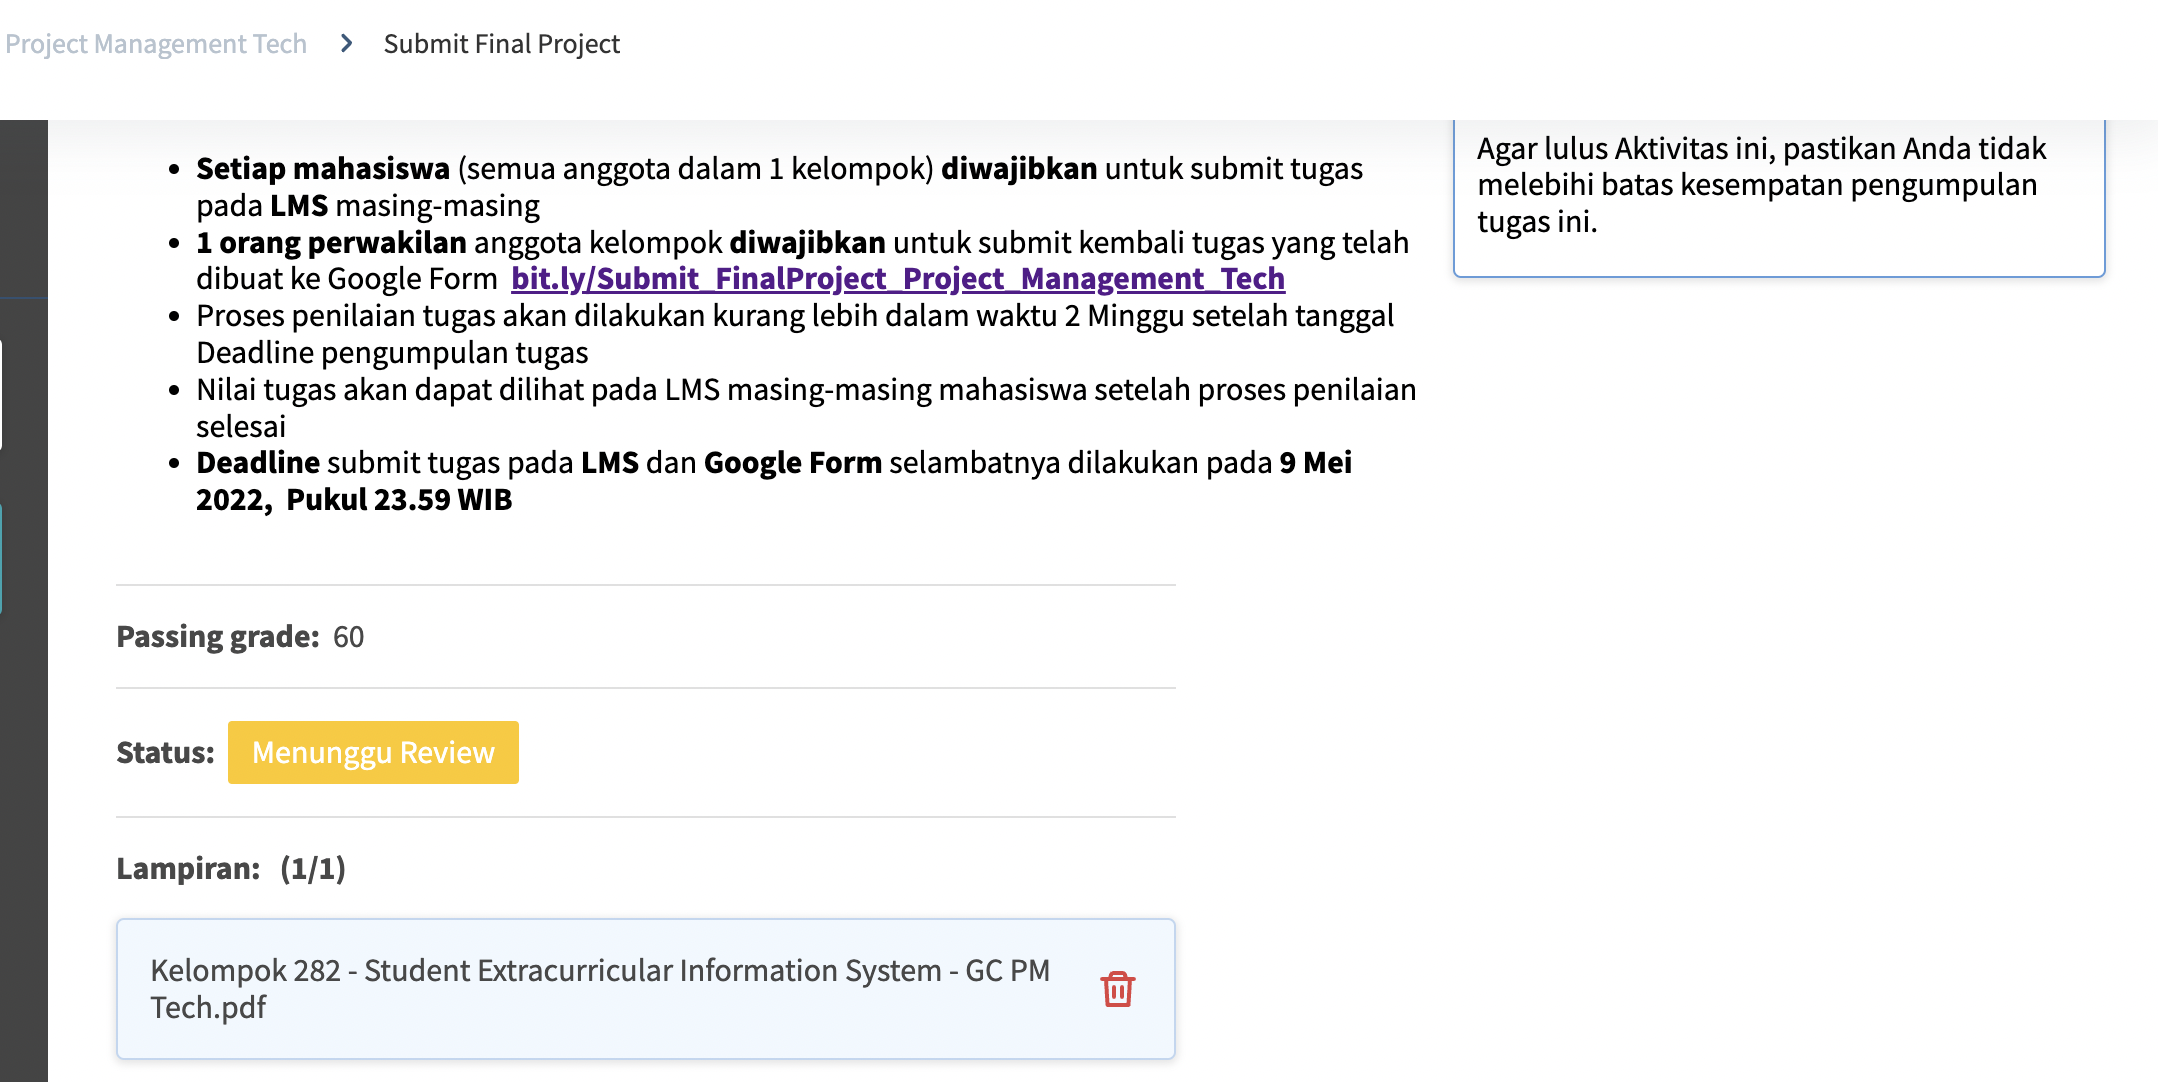 Project Management Tech > Submit Final Project
• Setiap mahasiswa (semua anggota dalam 1 kelompok) diwajibkan untuk submit tugas
pada LMS masing-masing
• 1 orang perwakilan anggota kelompok diwajibkan untuk submit kembali tugas yang telah
dibuat ke Google Form bit.ly/Submit_FinalProject_Project_Management_Tech
• Proses penilaian tugas akan dilakukan kurang lebih dalam waktu 2 Minggu setelah tanggal
Deadline pengumpulan tugas
• Nilai tugas akan dapat dilihat pada LMS masing-masing mahasiswa setelah proses penilaian
selesai
• Deadline submit tugas pada LMS dan Google Form selambatnya dilakukan pada 9 Mei
2022, Pukul 23.59 WIB
Agar lulus Aktivitas ini, pastikan Anda tidak
melebihi batas kesempatan pengumpulan
tugas ini.
Passing grade: 60
Status: Menunggu Review
Lampiran: (1/1)
Kelompok 282 - Student Extracurricular Information System - GC PM
Tech.pdf